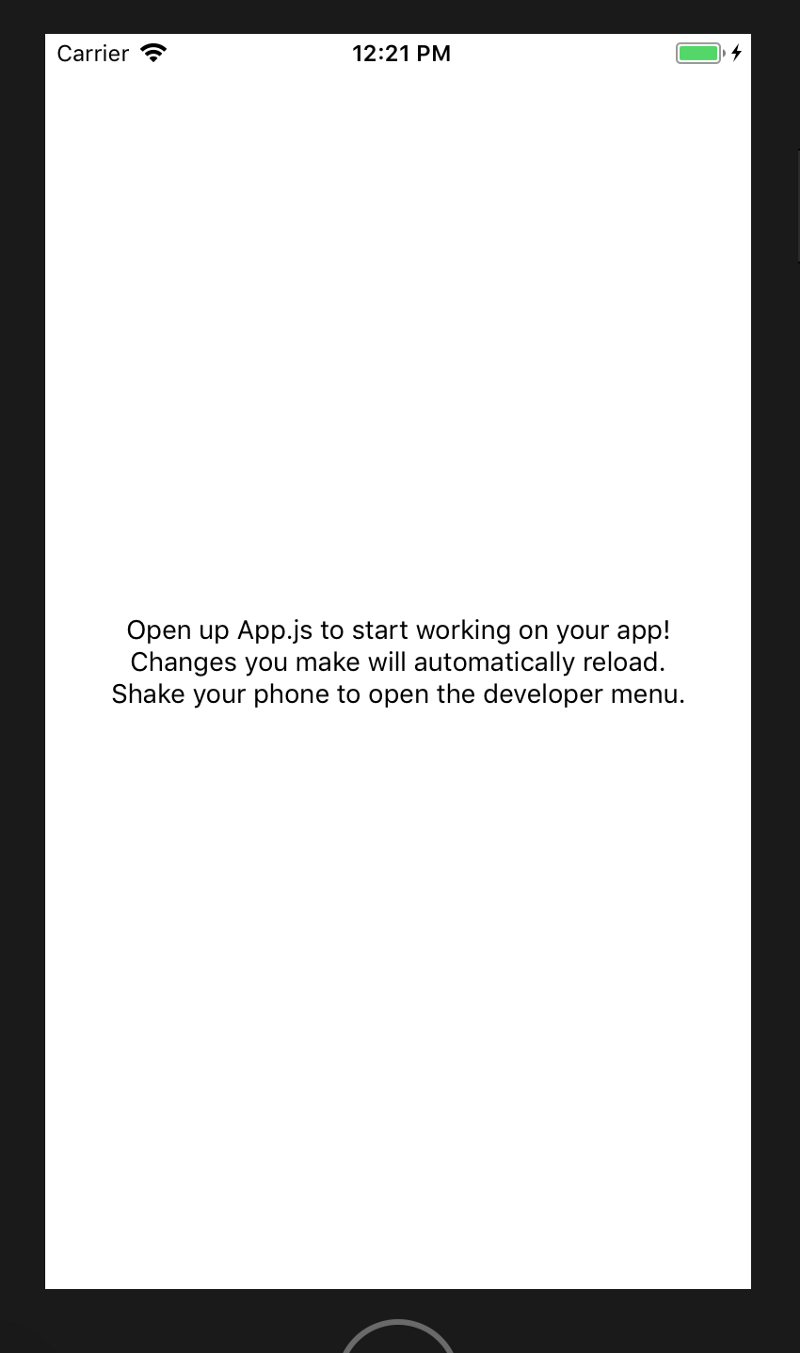 Carrier 12:21 PM
Open up App.js to start working on your app!
Changes you make will automatically reload.
Shake your phone to open the developer menu.